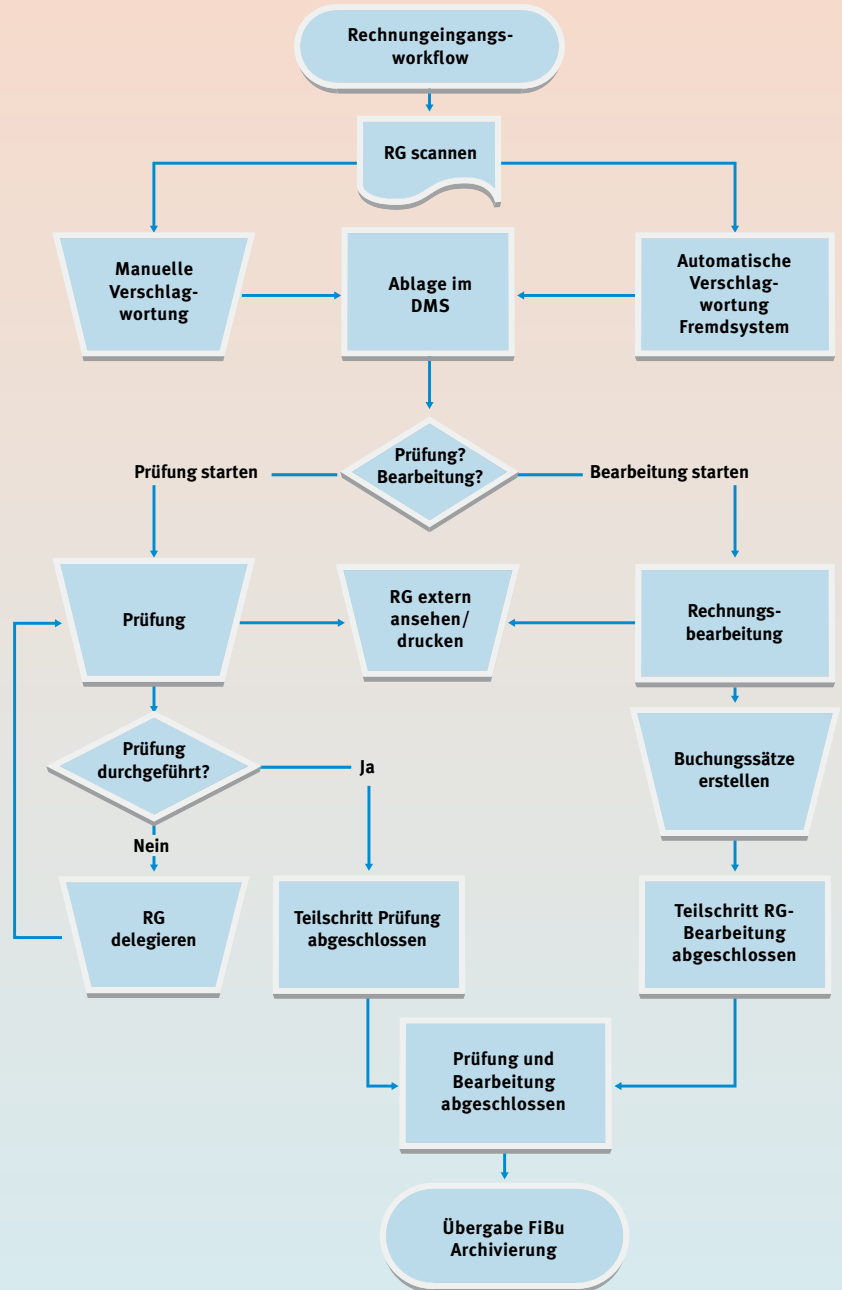 Rechnungeingangs-
workflow
RG scannen
Manuelle
Verschlag-
wortung
Ablage im
DMS
Automatische
Verschlag-
wortung
Fremdsystem
Prüfung?
Bearbeitung?
Prüfung starten
Bearbeitung starten
Prüfung
RG extern
ansehen/
drucken
Rechnungs-
bearbeitung
Prüfung
durchgeführt?
Ja
Buchungssätze
erstellen
Nein
RG
delegieren
Teilschritt Prüfung
abgeschlossen
Teilschritt RG-
Bearbeitung
abgeschlossen
Prüfung und
Bearbeitung
abgeschlossen
Übergabe FiBu
Archivierung